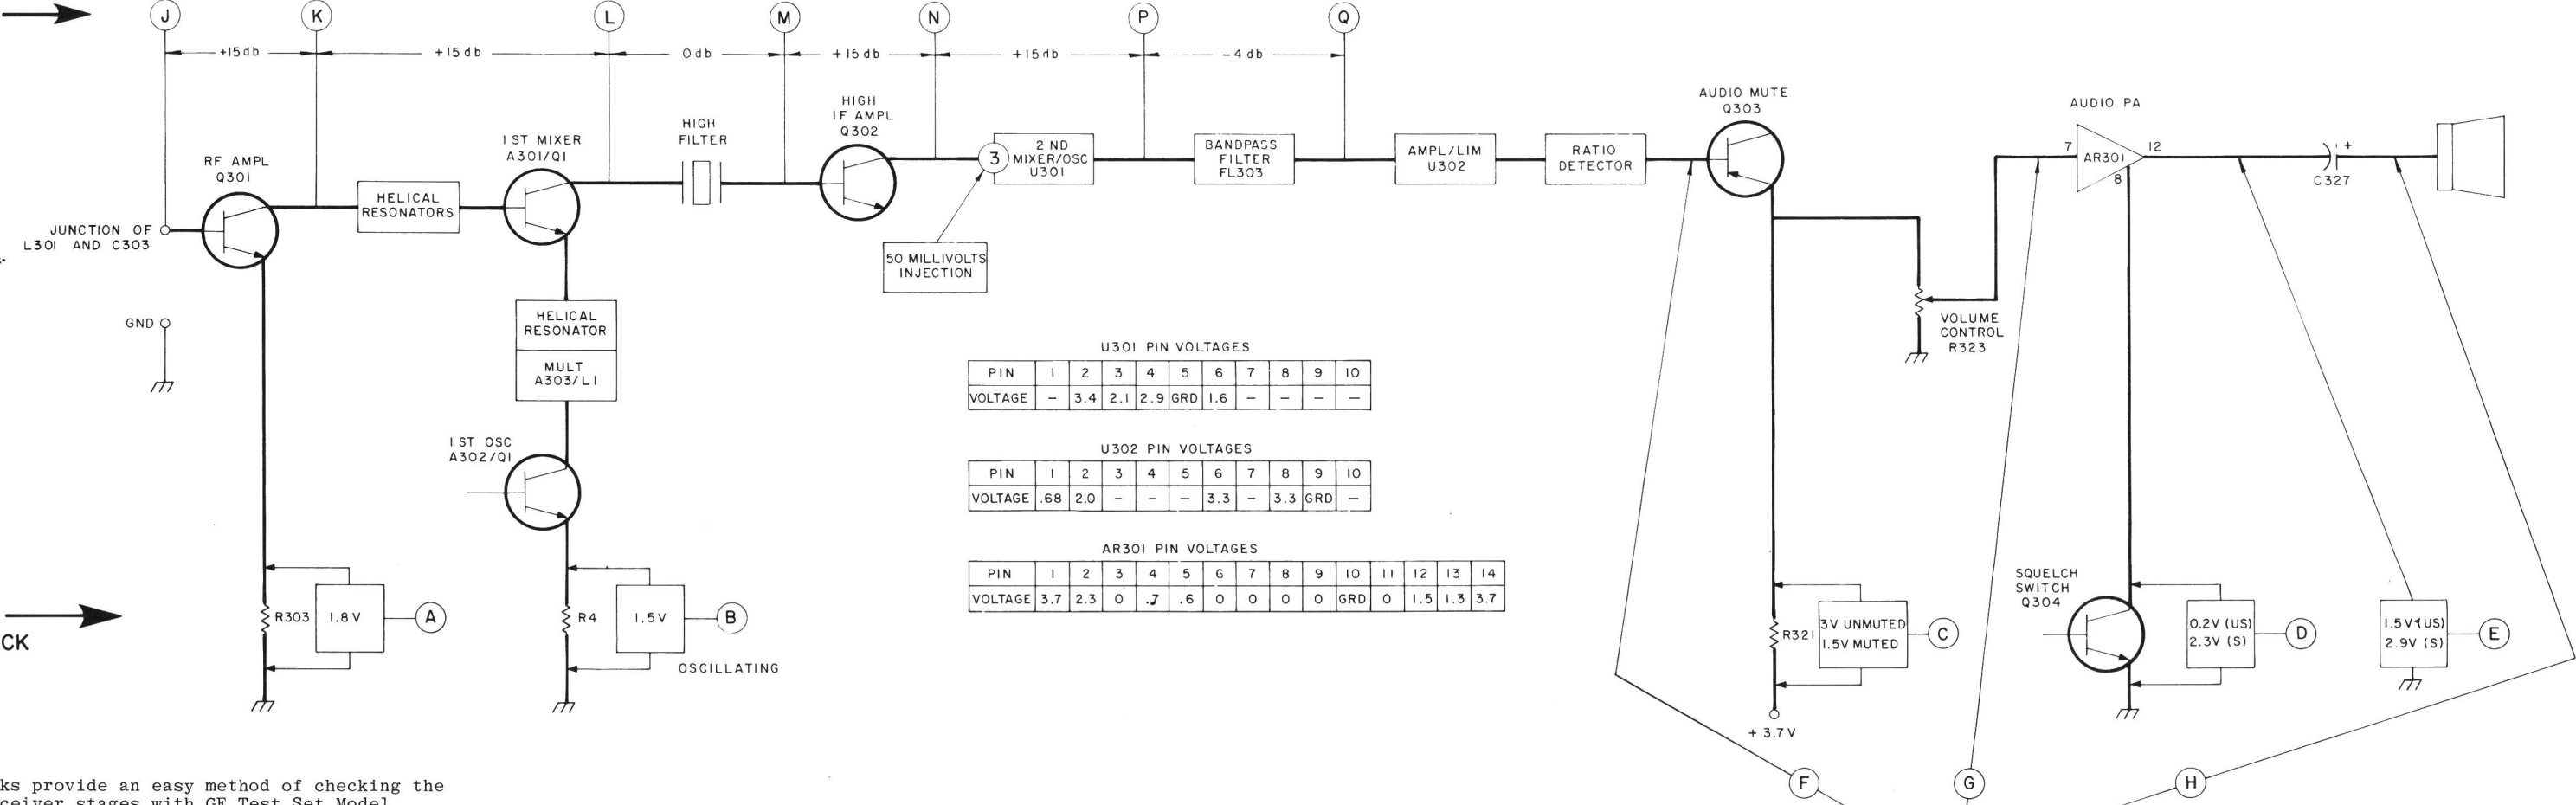 J K L M N P Q
+15db +15db 0db +15db +15db -4db
RF AMPL
Q301
1ST MIXER
A301/Q1
HIGH
FILTER
HIGH
IF AMPL
Q302
3
2ND
MIXER/OSC
U301
BANDPASS
FILTER
FL303
AMPL/LIM
U302
RATIO
DETECTOR
AUDIO MUTE
Q303
AUDIO PA
7 AR301 12
8
+
C327
HELICAL
RESONATORS
JUNCTION OF
L301 AND C303
GND
50 MILLIVOLTS
INJECTION
HELICAL
RESONATOR
MULT
A303/L1
1ST OSC
A302/Q1
VOLUME
CONTROL
R323
U301 PIN VOLTAGES
PIN 1 2 3 4 5 6 7 8 9 10
VOLTAGE - 3.4 2.1 2.9 GRD 1.6 - - - -
U302 PIN VOLTAGES
PIN 1 2 3 4 5 6 7 8 9 10
VOLTAGE .68 2.0 - - - 3.3 - 3.3 GRD -
AR301 PIN VOLTAGES
PIN 1 2 3 4 5 6 7 8 9 10 11 12 13 14
VOLTAGE 3.7 2.3 0 .7 .6 0 0 0 0 GRD 0 1.5 1.3 3.7
R303 1.8V A
R4 1.5V B
OSCILLATING
R321
3V UNMUTED
1.5V MUTED
C
+3.7V
SQUELCH
SWITCH
Q304
0.2V (US)
2.3V (S)
D
1.5V (US)
2.9V (S)
E
F G H
CK
ks provide an easy method of checking the
ceiver stages with GE Test Set Model